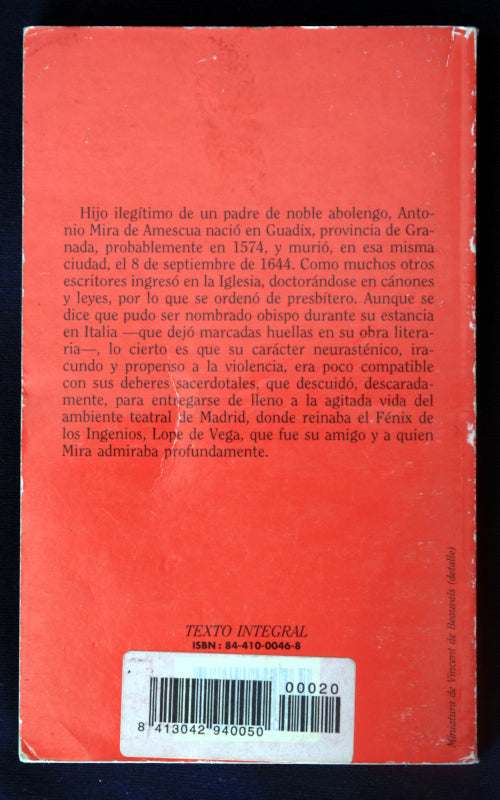 Hijo ilegítimo de un padre de noble abolengo, Anto-
nio Mira de Amescua nació en Guadix, provincia de Gra-
nada, probablemente en 1574, y murió, en esa misma
ciudad, el 8 de septiembre de 1644. Como muchos otros
escritores ingresó en la Iglesia, doctorándose en cánones
y leyes, por lo que se ordenó de presbítero. Aunque se
dice que pudo ser nombrado obispo durante su estancia
en Italia —que dejó marcadas huellas en su obra litera-
ria—, lo cierto es que su carácter neurasténico, ira-
cundo y propenso a la violencia, era poco compatible
con sus deberes sacerdotales, que descuidó, descarada-
mente, para entregarse de lleno a la agitada vida del
ambiente teatral de Madrid, donde reinaba el Fénix de
los Ingenios, Lope de Vega, que fue su amigo y a quien
Mira admiraba profundamente.
TEXTO INTEGRAL
ISBN : 84-410-0046-8
00020
8 413042 940050
Miniatura de Vincent de Beauvais (detalle)